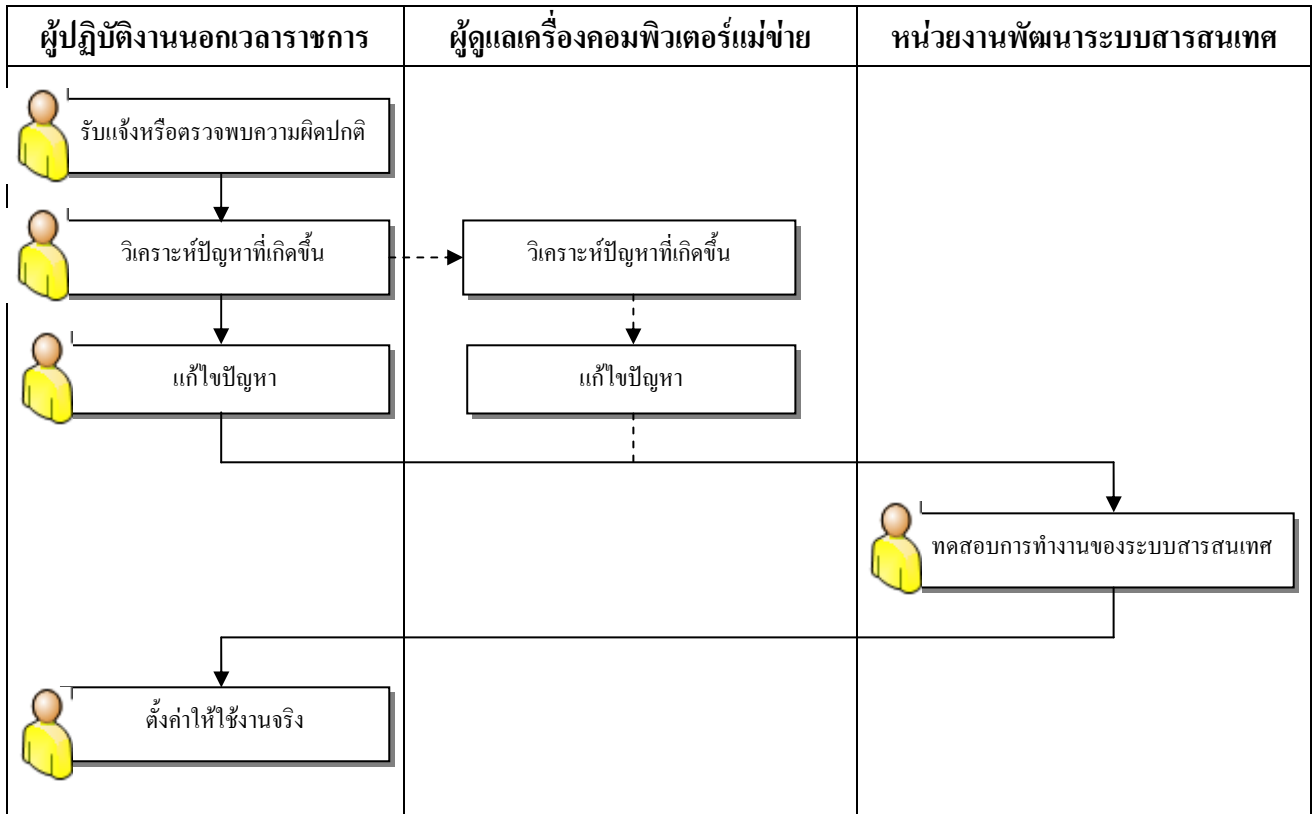 ผู้ปฏิบัติงานนอกเวลาราชการ
ผู้ดูแลเครื่องคอมพิวเตอร์แม่ข่าย
หน่วยงานพัฒนาระบบสารสนเทศ
รับแจ้งหรือตรวจพบความผิดปกติ
วิเคราะห์ปัญหาที่เกิดขึ้น
วิเคราะห์ปัญหาที่เกิดขึ้น
แก้ไขปัญหา
แก้ไขปัญหา
ทดสอบการทำงานของระบบสารสนเทศ
ตั้งค่าให้ใช้งานจริง